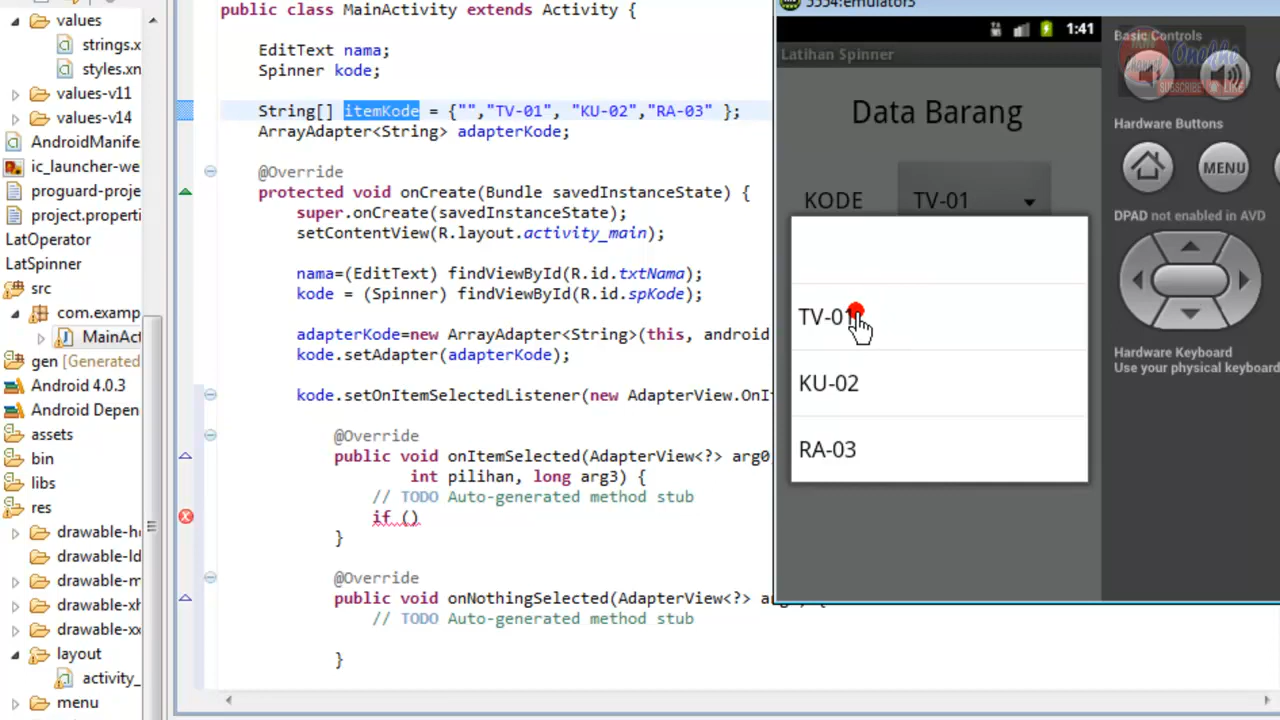 values
strings.x
styles.xn
values-v11
values-v14
AndroidManife
ic_launcher-we
proguard-proje
project.properti
LatOperator
LatSpinner
src
com.examp
MainAct
gen [Generated
Android 4.0.3
Android Depen
assets
bin
libs
res
drawable-h
drawable-ld
drawable-m
drawable-xh
drawable-xx
layout
activity_
menu
public class MainActivity extends Activity {
EditText nama;
Spinner kode;
String[] itemKode = {"","TV-01", "KU-02","RA-03" };
ArrayAdapter<String> adapterKode;
@Override
protected void onCreate(Bundle savedInstanceState) {
super.onCreate(savedInstanceState);
setContentView(R.layout.activity_main);
nama=(EditText) findViewById(R.id.txtNama);
kode = (Spinner) findViewById(R.id.spKode);
adapterKode=new ArrayAdapter<String>(this, android
kode.setAdapter(adapterKode);
kode.setOnItemSelectedListener(new AdapterView.OnI
@Override
public void onItemSelected(AdapterView<?> arg0
int pilihan, long arg3) {
// TODO Auto-generated method stub
if ()
}
@Override
public void onNothingSelected(AdapterView<?>
// TODO Auto-generated method stub
}
5554:emulator3
1:41
Latihan Spinner
Data Barang
KODE
TV-01
TV-01
KU-02
RA-03
Basic Controls
SUBSCRIBE LIKE
Hardware Buttons
MENU
DPAD not enabled in AVD
Hardware Keyboard
Use your physical keyboard